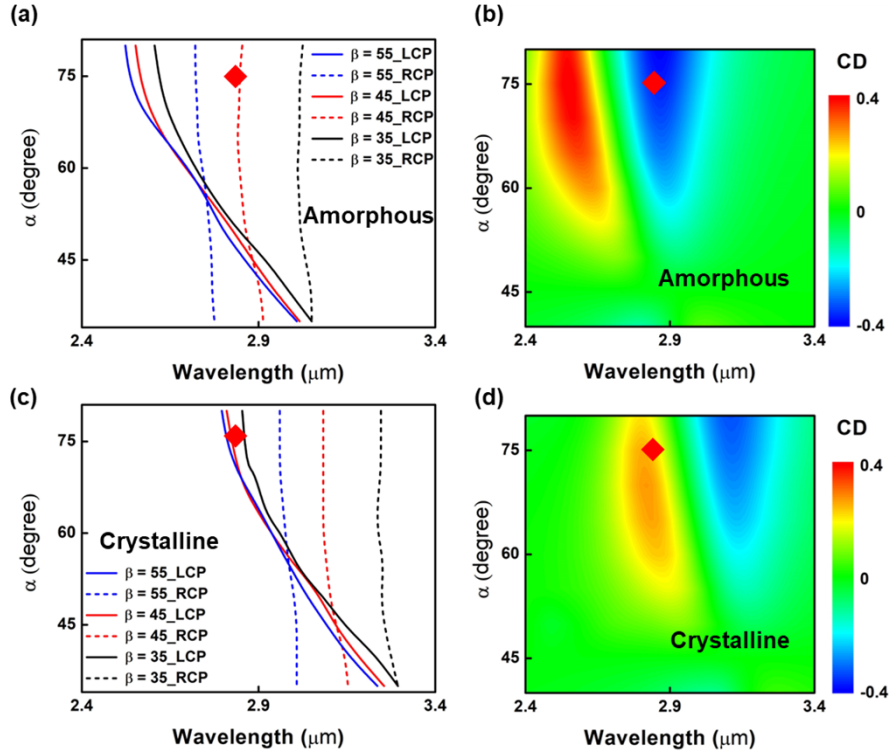 (a)
75
60
45
α (degree)
β = 55_LCP
β = 55_RCP
β = 45_LCP
β = 45_RCP
β = 35_LCP
β = 35_RCP
Amorphous
2.4
2.9
3.4
Wavelength (μm)
(b)
75
60
45
α (degree)
Amorphous
2.4
2.9
3.4
Wavelength (μm)
CD
0.4
0
-0.4
(c)
75
60
45
α (degree)
Crystalline
β = 55_LCP
β = 55_RCP
β = 45_LCP
β = 45_RCP
β = 35_LCP
β = 35_RCP
2.4
2.9
3.4
Wavelength (μm)
(d)
75
60
45
α (degree)
Crystalline
2.4
2.9
3.4
Wavelength (μm)
CD
0.4
0
-0.4